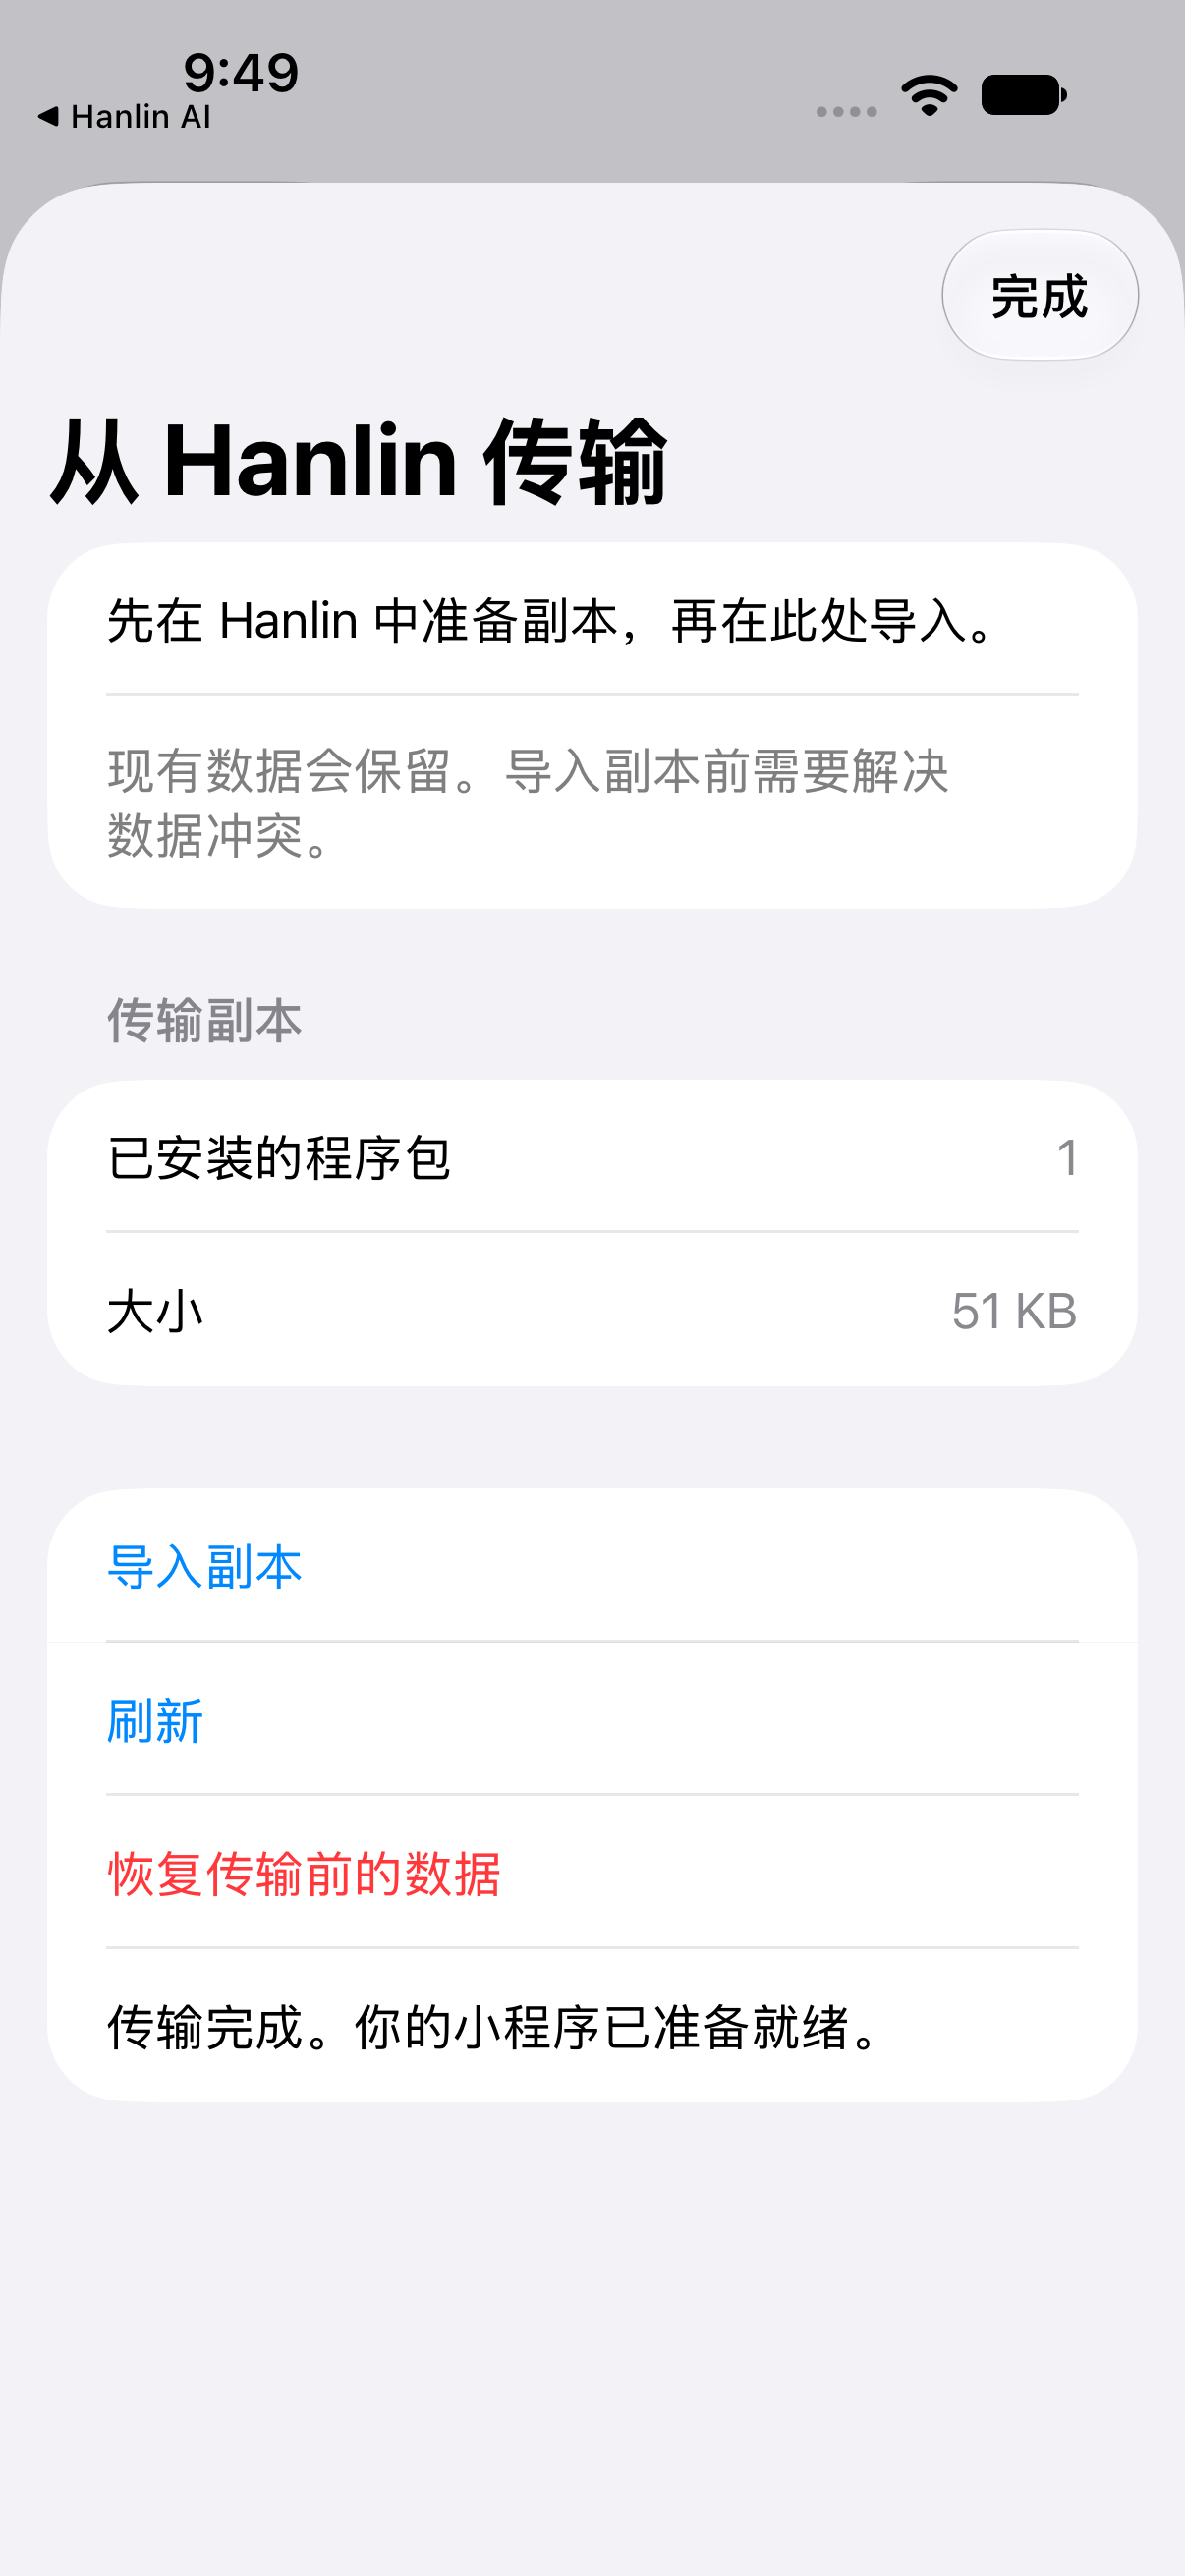 9:49
Hanlin AI
完成
从 Hanlin 传输
先在 Hanlin 中准备副本，再在此处导入。
现有数据会保留。导入副本前需要解决
数据冲突。
传输副本
已安装的程序包 1
大小 51 KB
导入副本
刷新
恢复传输前的数据
传输完成。你的小程序已准备就绪。